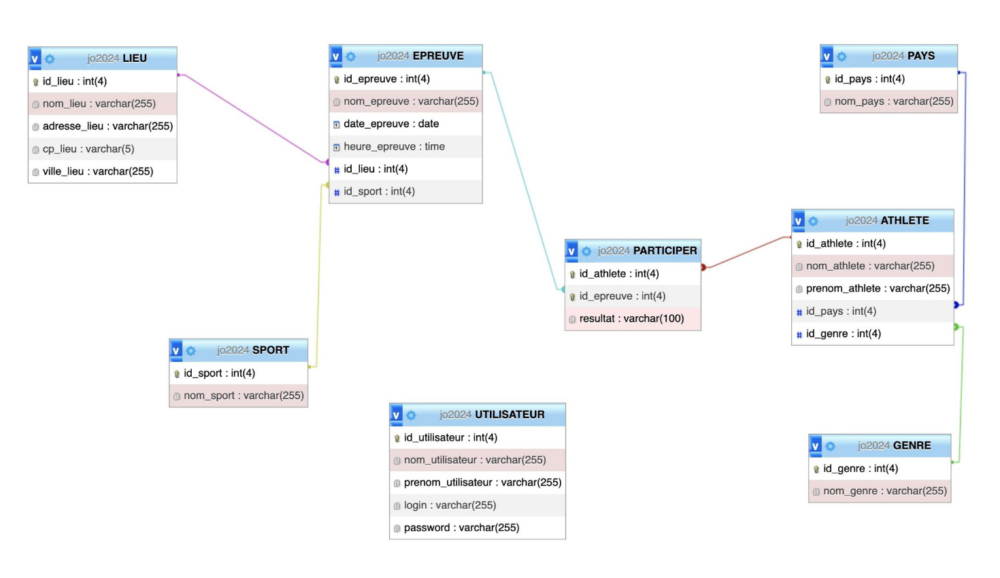 jo2024 LIEU
id_lieu : int(4)
nom_lieu : varchar(255)
adresse_lieu : varchar(255)
cp_lieu : varchar(5)
ville_lieu : varchar(255)
jo2024 EPREUVE
id_epreuve : int(4)
nom_epreuve : varchar(255)
date_epreuve : date
heure_epreuve : time
# id_lieu : int(4)
# id_sport : int(4)
jo2024 PAYS
id_pays : int(4)
nom_pays : varchar(255)
jo2024 ATHLETE
id_athlete : int(4)
nom_athlete : varchar(255)
prenom_athlete : varchar(255)
# id_pays : int(4)
# id_genre : int(4)
jo2024 PARTICIPER
id_athlete : int(4)
id_epreuve : int(4)
resultat : varchar(100)
jo2024 SPORT
id_sport : int(4)
nom_sport : varchar(255)
jo2024 UTILISATEUR
id_utilisateur : int(4)
nom_utilisateur : varchar(255)
prenom_utilisateur : varchar(255)
login : varchar(255)
password : varchar(255)
jo2024 GENRE
id_genre : int(4)
nom_genre : varchar(255)